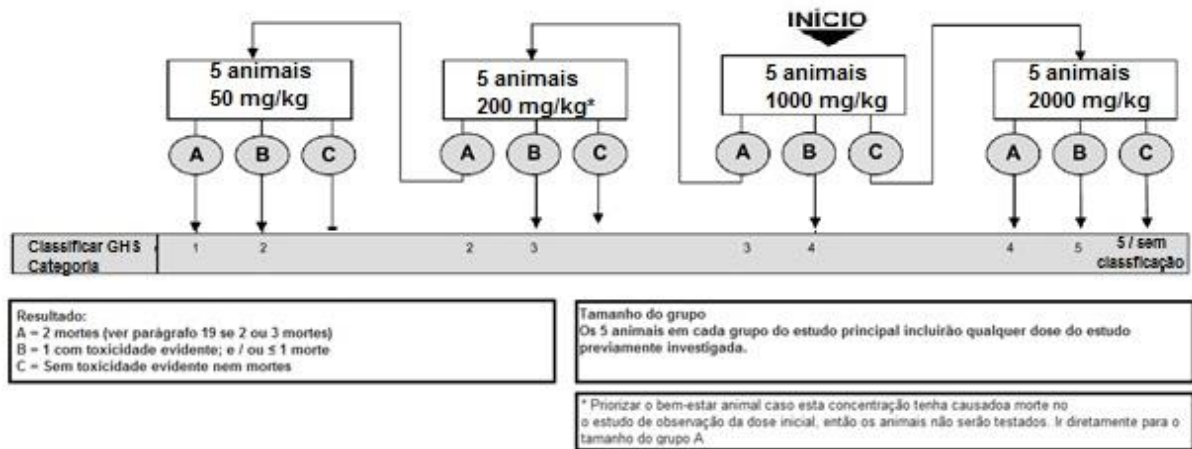 INÍCIO
5 animais
50 mg/kg
5 animais
200 mg/kg*
5 animais
1000 mg/kg
5 animais
2000 mg/kg
A B C A B C A B C A B C
Classificar GHS
Categoria
1 2 2 3 3 4 4 5 5 / sem
classficação
Resultado:
A = 2 mortes (ver parágrafo 19 se 2 ou 3 mortes)
B = 1 com toxicidade evidente; e / ou ≤ 1 morte
C = Sem toxicidade evidente nem mortes
Tamanho do grupo
Os 5 animais em cada grupo do estudo principal incluirão qualquer dose do estudo
previamente investigada.
* Priorizar o bem-estar animal caso esta concentração tenha causadoa morte no
o estudo de observação da dose inicial, então os animais não serão testados. Ir diretamente para o
tamanho do grupo A